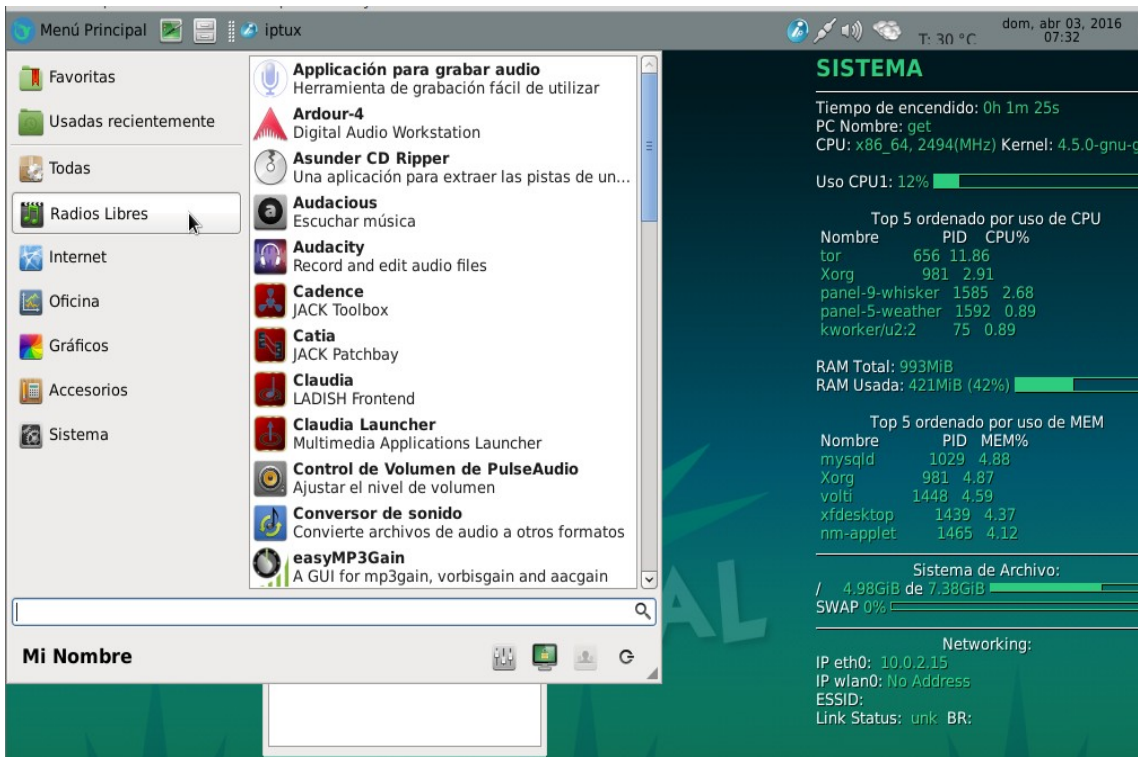 Menú Principal
iptux
T: 30 °C
dom, abr 03, 2016
07:32
Favoritas
Usadas recientemente
Todas
Radios Libres
Internet
Oficina
Gráficos
Accesorios
Sistema
Applicación para grabar audio
Herramienta de grabación fácil de utilizar
Ardour-4
Digital Audio Workstation
Asunder CD Ripper
Una aplicación para extraer las pistas de un...
Audacious
Escuchar música
Audacity
Record and edit audio files
Cadence
JACK Toolbox
Catia
JACK Patchbay
Claudia
LADISH Frontend
Claudia Launcher
Multimedia Applications Launcher
Control de Volumen de PulseAudio
Ajustar el nivel de volumen
Conversor de sonido
Convierte archivos de audio a otros formatos
easyMP3Gain
A GUI for mp3gain, vorbisgain and aacgain
Mi Nombre
AL
SISTEMA
Tiempo de encendido: 0h 1m 25s
PC Nombre: get
CPU: x86_64, 2494(MHz) Kernel: 4.5.0-gnu-g
Uso CPU1: 12%
Top 5 ordenado por uso de CPU
Nombre PID CPU%
tor 656 11.86
Xorg 981 2.91
panel-9-whisker 1585 2.68
panel-5-weather 1592 0.89
kworker/u2:2 75 0.89
RAM Total: 993MiB
RAM Usada: 421MiB (42%)
Top 5 ordenado por uso de MEM
Nombre PID MEM%
mysqld 1029 4.88
Xorg 981 4.87
volti 1448 4.59
xfdesktop 1439 4.37
nm-applet 1465 4.12
Sistema de Archivo:
/ 4.98GiB de 7.38GiB
SWAP 0%
Networking:
IP eth0: 10.0.2.15
IP wlan0: No Address
ESSID:
Link Status: unk BR: